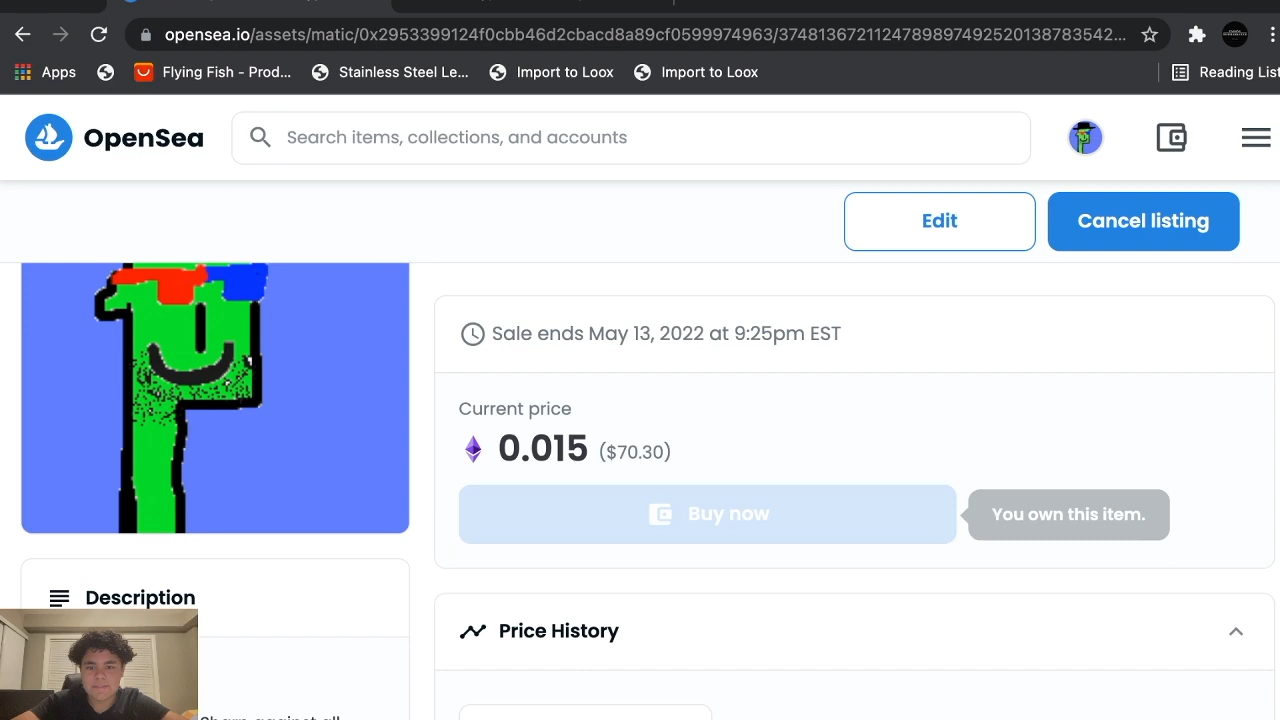 opensea.io/assets/matic/0x2953399124f0cbb46d2cbacd8a89cf0599974963/37481367211247898974925201387835​42...
Apps
Flying Fish - Prod...
Stainless Steel Le...
Import to Loox
Import to Loox
Reading List
OpenSea
Search items, collections, and accounts
Edit
Cancel listing
Sale ends May 13, 2022 at 9:25pm EST
Current price
0.015 ($70.30)
Buy now
You own this item.
Description
Price History